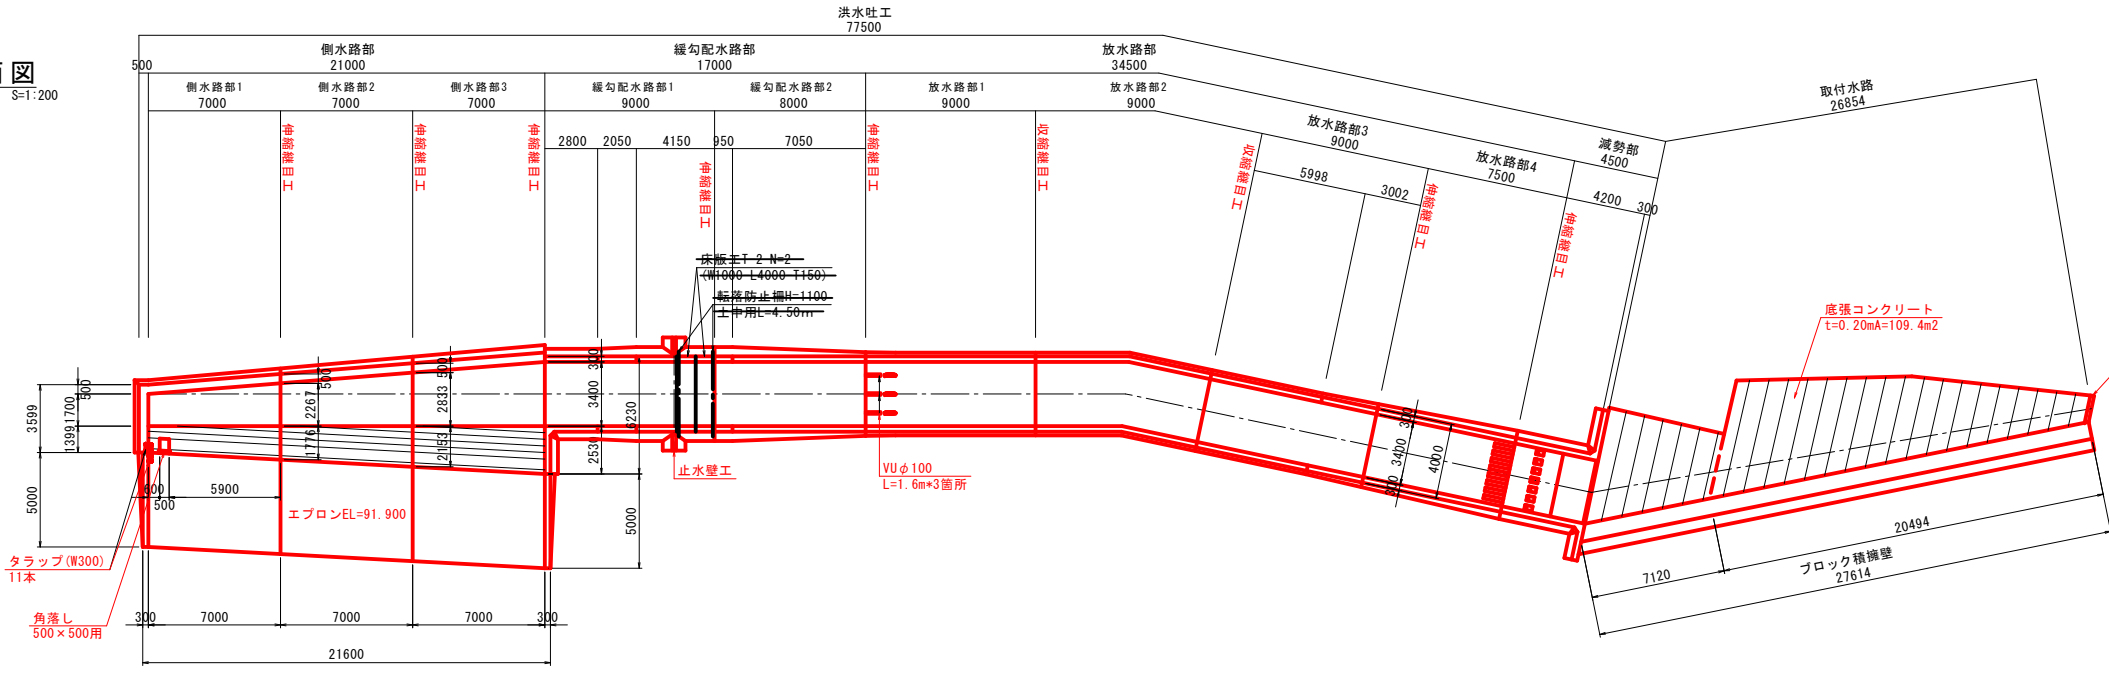 図
S=1:200
洪水吐工
77500
側水路部
21000
緩勾配水路部
17000
放水路部
34500
500
側水路部1
7000
側水路部2
7000
側水路部3
7000
緩勾配水路部1
9000
緩勾配水路部2
8000
放水路部1
9000
放水路部2
9000
放水路部3
9000
放水路部4
7500
減勢部
4500
取付水路
26854
2800
2050
4150
950
7050
5998
3002
4200
300
伸縮継目工
伸縮継目工
伸縮継目工
伸縮継目工
伸縮継目工
収縮継目工
収縮継目工
伸縮継目工
伸縮継目工
床版工T-2 N=2
(W1000 L4000 T150)
転落防止柵H=1100
土中用L=4.50m
底張コンクリート
t=0.20mA=109.4m2
500
3599
1700
1399
5000
500
2267
1776
500
2833
2153
300
3400
2530
6230
5000
600
500
5900
エプロンEL=91.900
止水壁工
VUφ100
L=1.6m*3箇所
300
3400
300
4000
タラップ(W300)
11本
角落し
500×500用
300
7000
7000
7000
300
21600
7120
20494
ブロック積擁壁
27614